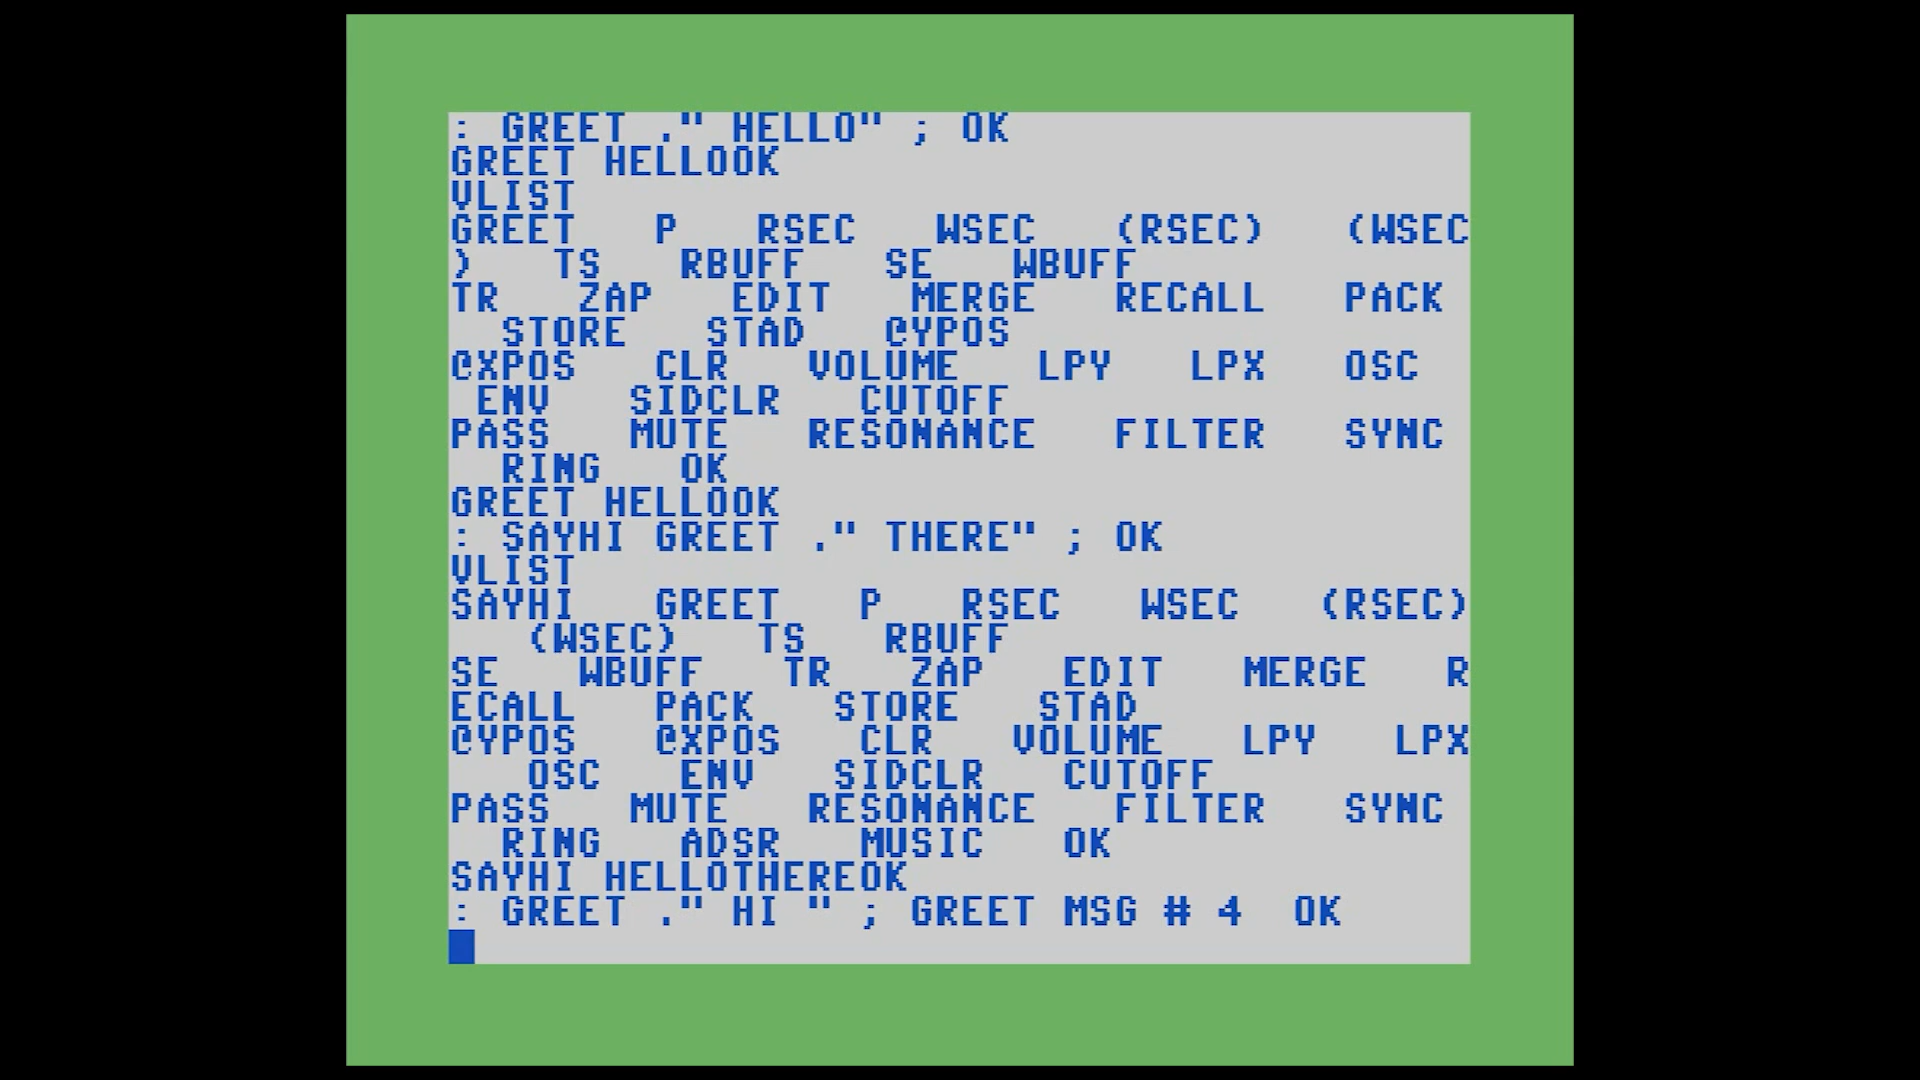 : GREET ." HELLO" ; OK
GREET HELLOOK
VLIST
GREET   P   RSEC   WSEC   (RSEC)   (WSEC
)   TS   RBUFF   SE   WBUFF
TR   ZAP   EDIT   MERGE   RECALL   PACK
  STORE   STAD   @YPOS
@XPOS   CLR   VOLUME   LPY   LPX   OSC
 ENV   SIDCLR   CUTOFF
PASS   MUTE   RESONANCE   FILTER   SYNC
  RING   OK
GREET HELLOOK
: SAYHI GREET ." THERE" ; OK
VLIST
SAYHI   GREET   P   RSEC   WSEC   (RSEC)
   (WSEC)   TS   RBUFF
SE   WBUFF   TR   ZAP   EDIT   MERGE   R
ECALL   PACK   STORE   STAD
@YPOS   @XPOS   CLR   VOLUME   LPY   LPX
   OSC   ENV   SIDCLR   CUTOFF
PASS   MUTE   RESONANCE   FILTER   SYNC
  RING   ADSR   MUSIC   OK
SAYHI HELLOTHEREOK
: GREET ." HI " ; GREET MSG # 4  OK